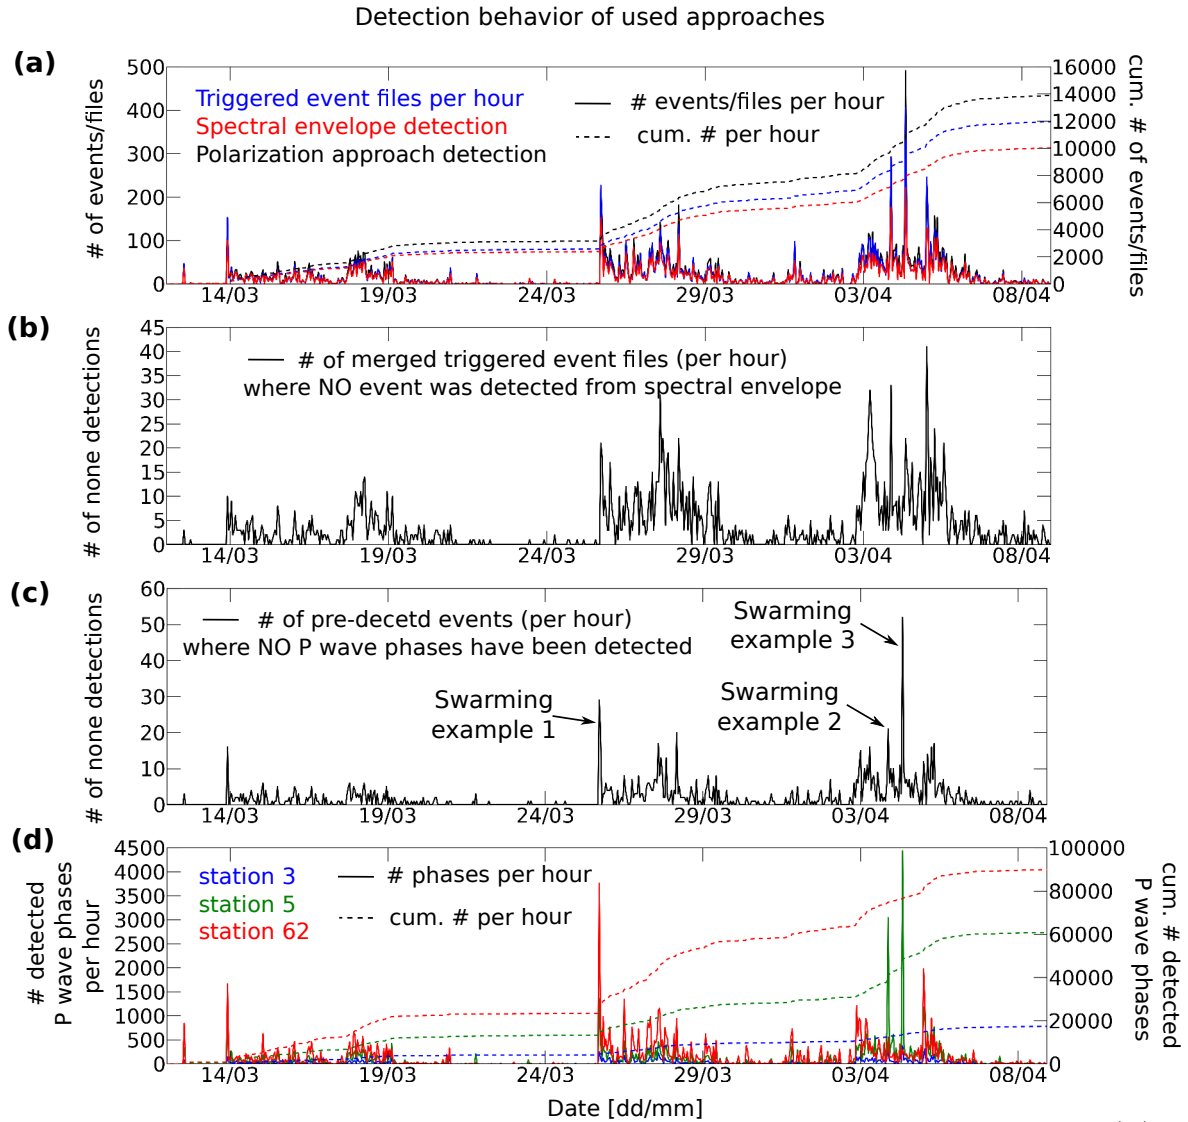 Detection behavior of used approaches
(a)
# of events/files
500
400
300
200
100
0
Triggered event files per hour
Spectral envelope detection
Polarization approach detection
# events/files per hour
cum. # per hour
16000
14000
12000
10000
8000
6000
4000
2000
0
cum. # of events/files
14/03 19/03 24/03 29/03 03/04 08/04
(b)
# of none detections
45
40
35
30
25
20
15
10
5
0
# of merged triggered event files (per hour)
where NO event was detected from spectral envelope
14/03 19/03 24/03 29/03 03/04 08/04
(c)
# of none detections
60
50
40
30
20
10
0
# of pre-decetd events (per hour)
where NO P wave phases have been detected
Swarming
example 1
Swarming
example 2
Swarming
example 3
14/03 19/03 24/03 29/03 03/04 08/04
(d)
# detected
P wave phases
per hour
4500
4000
3500
3000
2500
2000
1500
1000
500
0
station 3
station 5
station 62
# phases per hour
cum. # per hour
100000
80000
60000
40000
20000
0
cum. # detected
P wave phases
14/03 19/03 24/03 29/03 03/04 08/04
Date [dd/mm]